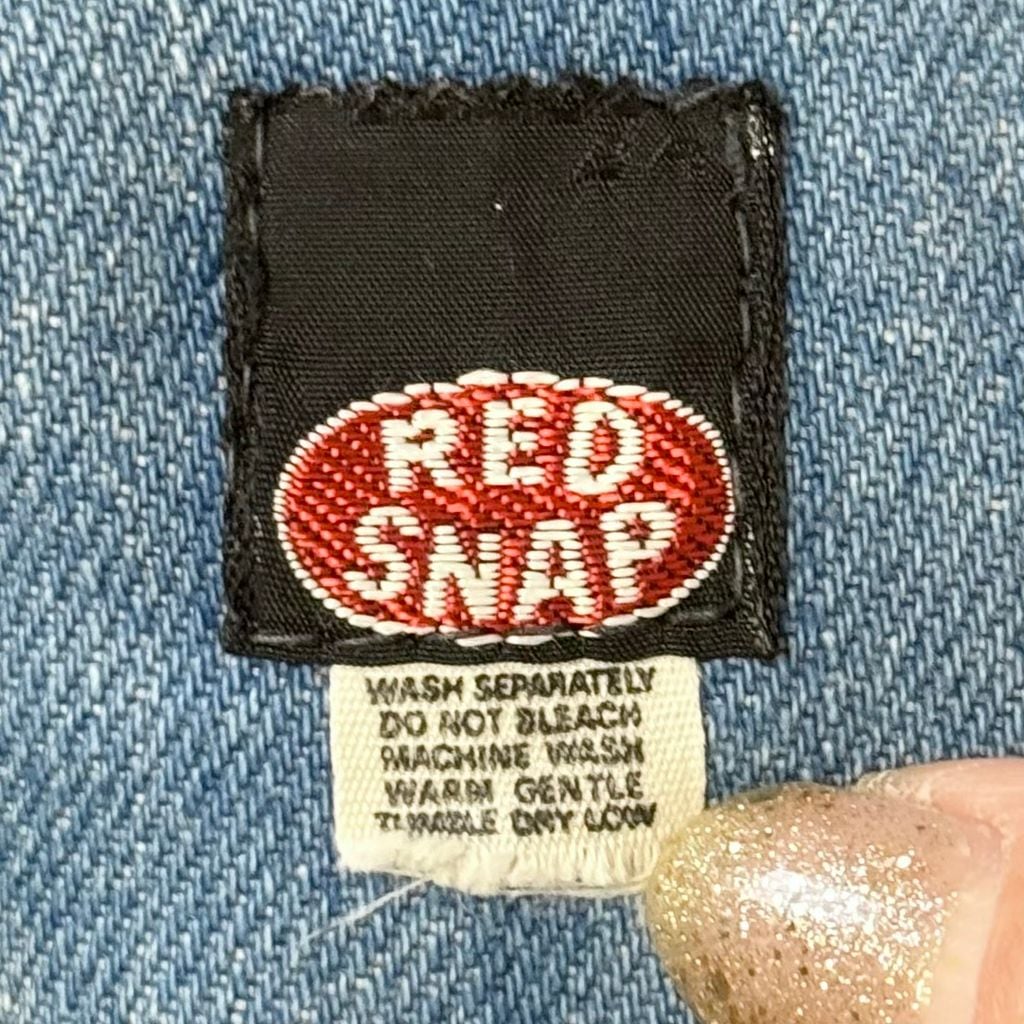 RED
SNAP
WASH SEPARATELY
DO NOT BLEACH
MACHINE WASH
WARM GENTLE
TUMBLE DRY LOW